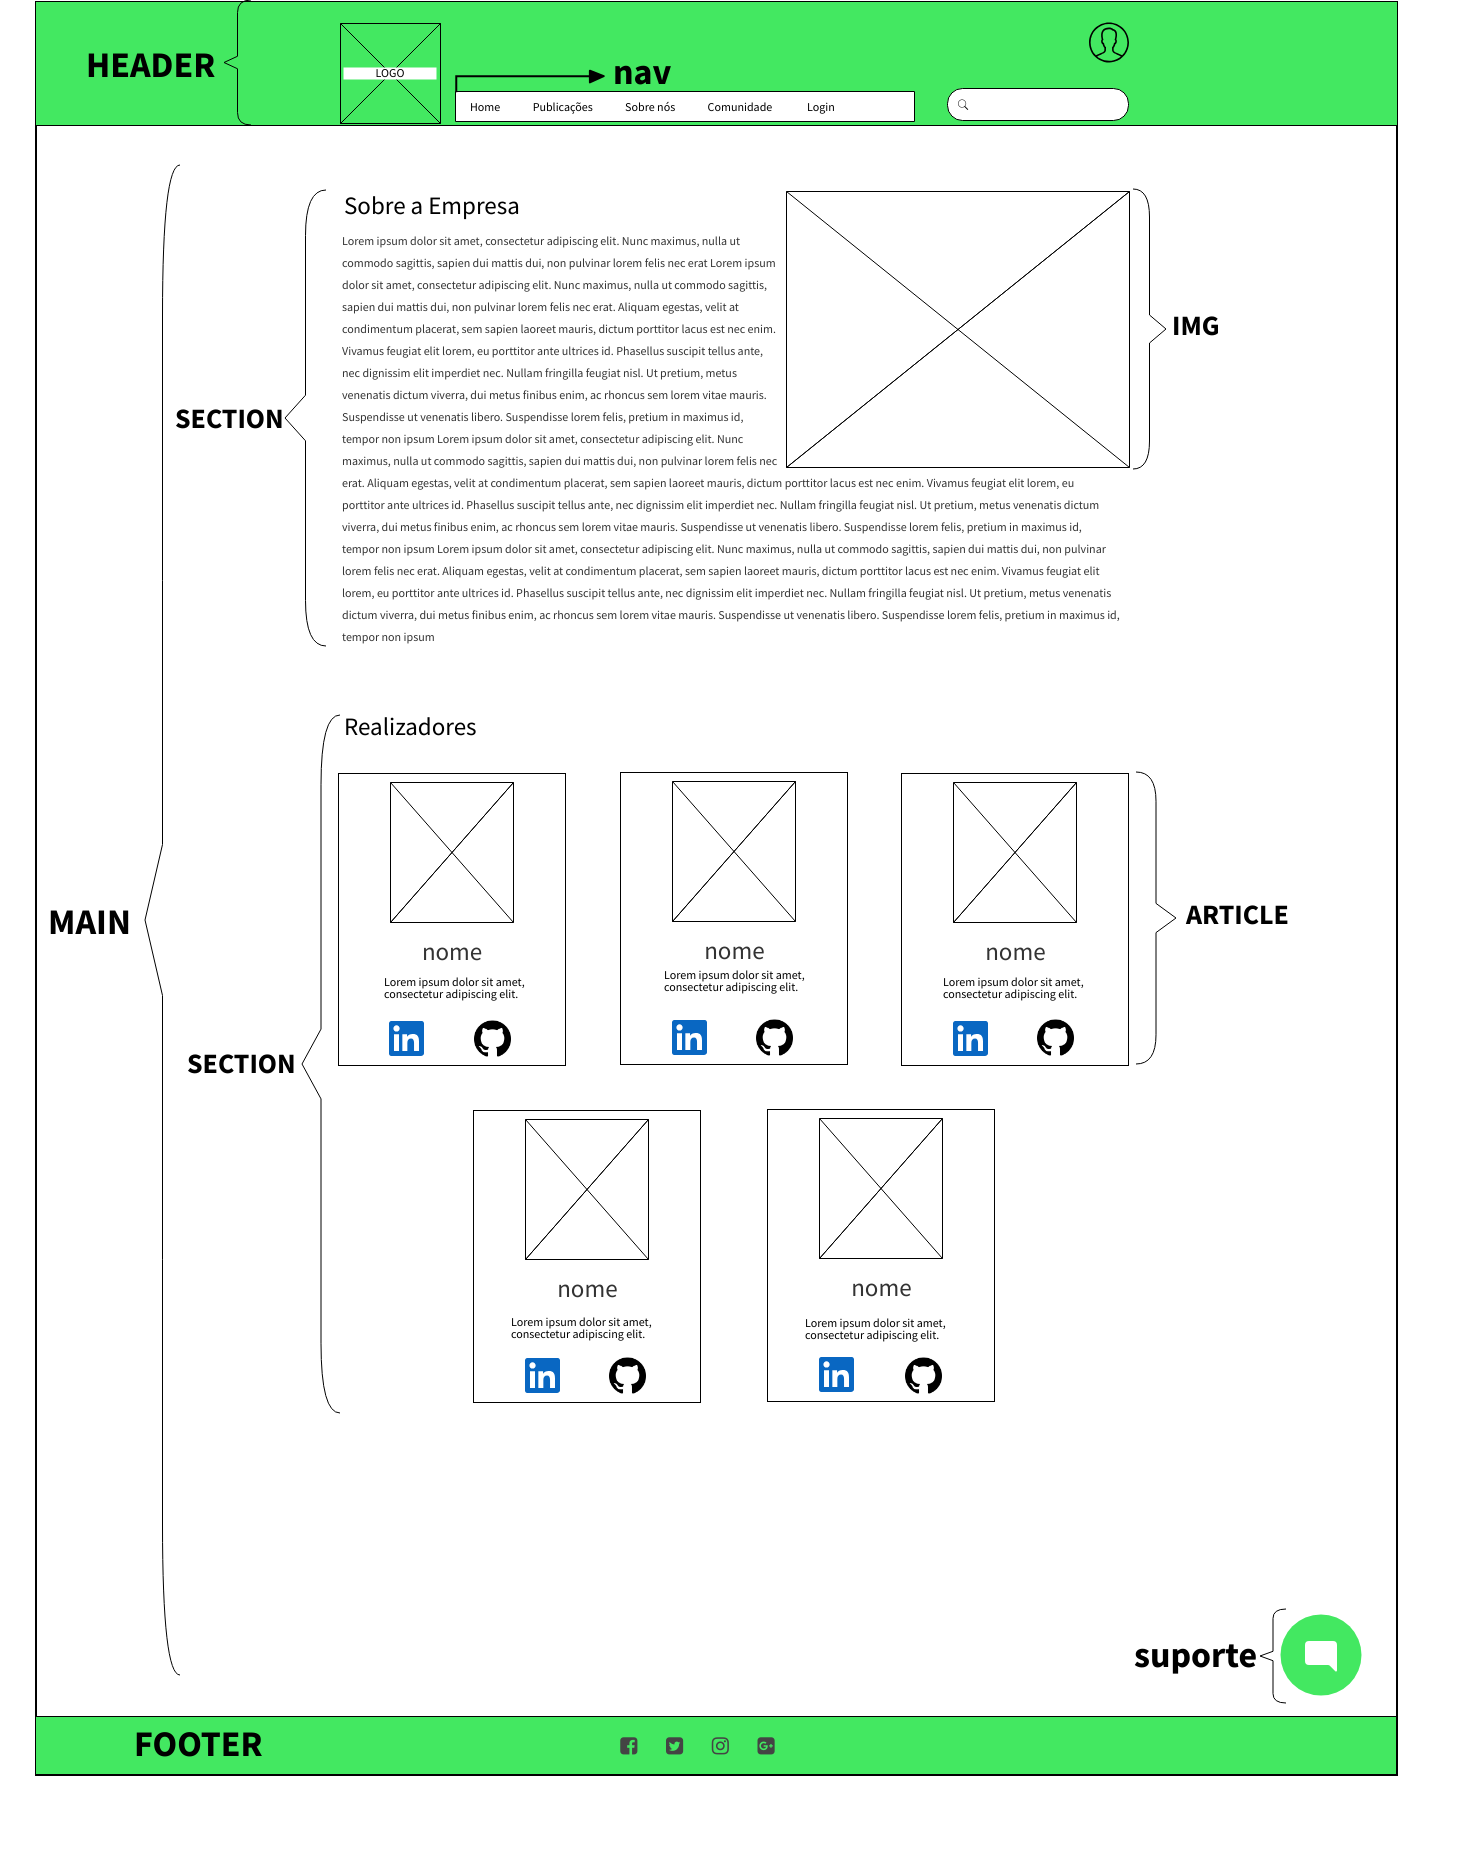 HEADER
LOGO
nav
Home Publicações Sobre nós Comunidade Login
Sobre a Empresa
Lorem ipsum dolor sit amet, consectetur adipiscing elit. Nunc maximus, nulla ut
commodo sagittis, sapien dui mattis dui, non pulvinar lorem felis nec erat Lorem ipsum
dolor sit amet, consectetur adipiscing elit. Nunc maximus, nulla ut commodo sagittis,
sapien dui mattis dui, non pulvinar lorem felis nec erat. Aliquam egestas, velit at
condimentum placerat, sem sapien laoreet mauris, dictum porttitor lacus est nec enim.
Vivamus feugiat elit lorem, eu porttitor ante ultrices id. Phasellus suscipit tellus ante,
nec dignissim elit imperdiet nec. Nullam fringilla feugiat nisl. Ut pretium, metus
venenatis dictum viverra, dui metus finibus enim, ac rhoncus sem lorem vitae mauris.
Suspendisse ut venenatis libero. Suspendisse lorem felis, pretium in maximus id,
tempor non ipsum Lorem ipsum dolor sit amet, consectetur adipiscing elit. Nunc
maximus, nulla ut commodo sagittis, sapien dui mattis dui, non pulvinar lorem felis nec
erat. Aliquam egestas, velit at condimentum placerat, sem sapien laoreet mauris, dictum porttitor lacus est nec enim. Vivamus feugiat elit lorem, eu
porttitor ante ultrices id. Phasellus suscipit tellus ante, nec dignissim elit imperdiet nec. Nullam fringilla feugiat nisl. Ut pretium, metus venenatis dictum
viverra, dui metus finibus enim, ac rhoncus sem lorem vitae mauris. Suspendisse ut venenatis libero. Suspendisse lorem felis, pretium in maximus id,
tempor non ipsum Lorem ipsum dolor sit amet, consectetur adipiscing elit. Nunc maximus, nulla ut commodo sagittis, sapien dui mattis dui, non pulvinar
lorem felis nec erat. Aliquam egestas, velit at condimentum placerat, sem sapien laoreet mauris, dictum porttitor lacus est nec enim. Vivamus feugiat elit
lorem, eu porttitor ante ultrices id. Phasellus suscipit tellus ante, nec dignissim elit imperdiet nec. Nullam fringilla feugiat nisl. Ut pretium, metus venenatis
dictum viverra, dui metus finibus enim, ac rhoncus sem lorem vitae mauris. Suspendisse ut venenatis libero. Suspendisse lorem felis, pretium in maximus id,
tempor non ipsum
IMG
SECTION
Realizadores
nome
Lorem ipsum dolor sit amet,
consectetur adipiscing elit.
in
nome
Lorem ipsum dolor sit amet,
consectetur adipiscing elit.
in
nome
Lorem ipsum dolor sit amet,
consectetur adipiscing elit.
in
ARTICLE
MAIN
SECTION
nome
Lorem ipsum dolor sit amet,
consectetur adipiscing elit.
in
nome
Lorem ipsum dolor sit amet,
consectetur adipiscing elit.
in
suporte
FOOTER